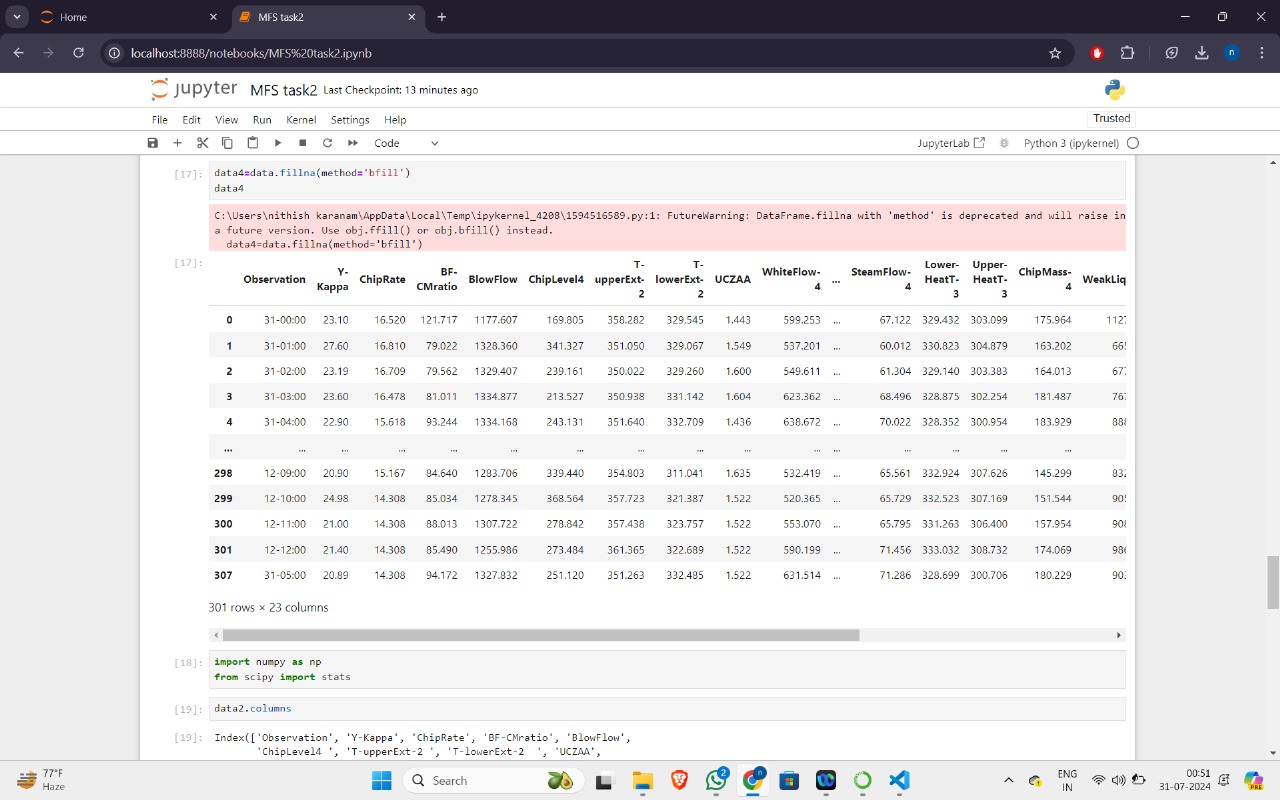 Home
MFS task2
localhost:8888/notebooks/MFS%20task2.ipynb
n
jupyter MFS task2 Last Checkpoint: 13 minutes ago
File Edit View Run Kernel Settings Help
Trusted
Code
JupyterLab
Python 3 (ipykernel)
[17]: data4=data.fillna(method='bfill')
data4
C:\Users\nithish karanam\AppData\Local\Temp\ipykernel_4208\1594516589.py:1: FutureWarning: DataFrame.fillna with 'method' is deprecated and will raise in
a future version. Use obj.ffill() or obj.bfill() instead.
data4=data.fillna(method='bfill')
[17]:
Observation Y-Kappa ChipRate BF-CMratio BlowFlow ChipLevel4 T-upperExt-2 T-lowerExt-2 UCZAA WhiteFlow-4 ... SteamFlow-4 Lower-HeatT-3 Upper-HeatT-3 ChipMass-4 WeakLiq
0 31-00:00 23.10 16.520 121.717 1177.607 169.805 358.282 329.545 1.443 599.253 ... 67.122 329.432 303.099 175.964 1127
1 31-01:00 27.60 16.810 79.022 1328.360 341.327 351.050 329.067 1.549 537.201 ... 60.012 330.823 304.879 163.202 665
2 31-02:00 23.19 16.709 79.562 1329.407 239.161 350.022 329.260 1.600 549.611 ... 61.304 329.140 303.383 164.013 677
3 31-03:00 23.60 16.478 81.011 1334.877 213.527 350.938 331.142 1.604 623.362 ... 68.496 328.875 302.254 181.487 767
4 31-04:00 22.90 15.618 93.244 1334.168 243.131 351.640 332.709 1.436 638.672 ... 70.022 328.352 300.954 183.929 888
... ... ... ... ... ... ... ... ... ... ... ... ... ... ... ...
298 12-09:00 20.90 15.167 84.640 1283.706 339.440 354.803 311.041 1.635 532.419 ... 65.561 332.924 307.626 145.299 832
299 12-10:00 24.98 14.308 85.034 1278.345 368.564 357.723 321.387 1.522 520.365 ... 65.729 332.523 307.169 151.544 905
300 12-11:00 21.00 14.308 88.013 1307.722 278.842 357.438 323.757 1.522 553.070 ... 65.795 331.263 306.400 157.954 908
301 12-12:00 21.40 14.308 85.490 1255.986 273.484 361.365 322.689 1.522 590.199 ... 71.456 333.032 308.732 174.069 986
307 31-05:00 20.89 14.308 94.172 1327.832 251.120 351.263 332.485 1.522 631.514 ... 71.286 328.699 300.706 180.229 903
301 rows × 23 columns
[18]: import numpy as np
from scipy import stats
[19]: data2.columns
[19]: Index(['Observation', 'Y-Kappa', 'ChipRate', 'BF-CMratio', 'BlowFlow',
'ChipLevel4 ', 'T-upperExt-2 ', 'T-lowerExt-2  ', 'UCZAA',
77°F
Haze
Search
2
n
PRE
ENG
IN
00:51
31-07-2024